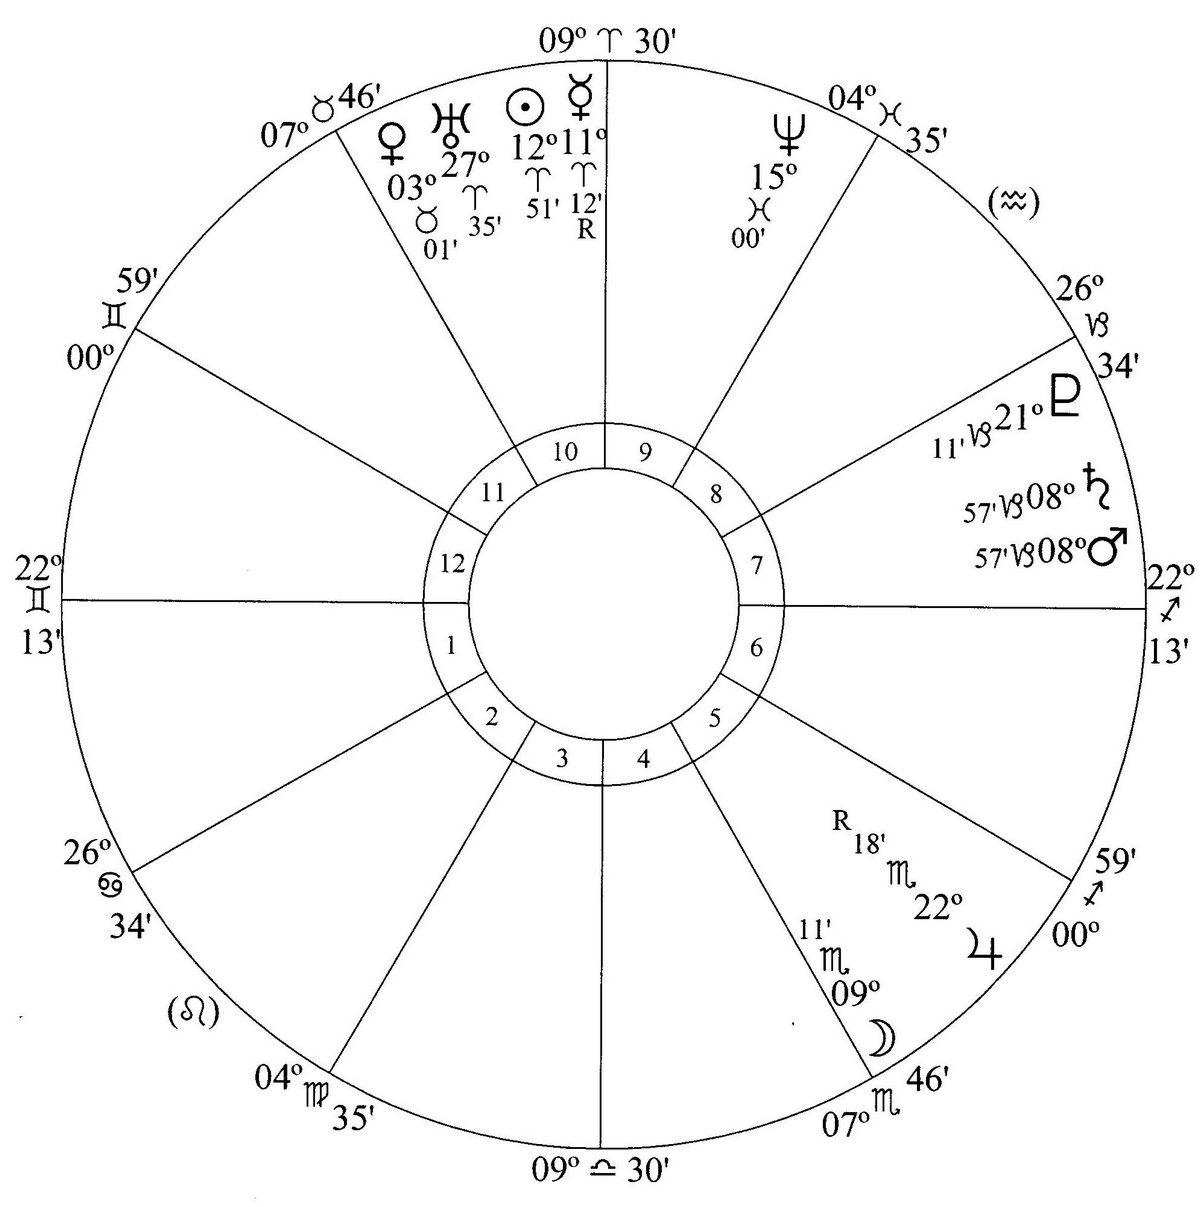 09º ♈ 30'
04º ♓ 35'
(♒)
26º ♑ 34'
22º ♐ 13'
59' ♐ 00º
46' ♏ 07º
09º ♎ 30'
04º ♍ 35'
(♌)
26º ♋ 34'
22º ♊ 13'
59' ♊ 00º
07º ♉ 46'
♀ 03º ♉ 01'
♅ 27º ♈ 35'
☉ 12º ♈ 51'
☿ 11º ♈ 12' R
♆ 15º ♓ 00'
11' ♑ 21º ♇
57' ♑ 08º ♄
57' ♑ 08º ♂
R 18' ♏ 22º ♃
11' ♏ 09º ☽
10
9
11
8
12
7
1
6
2
5
3
4